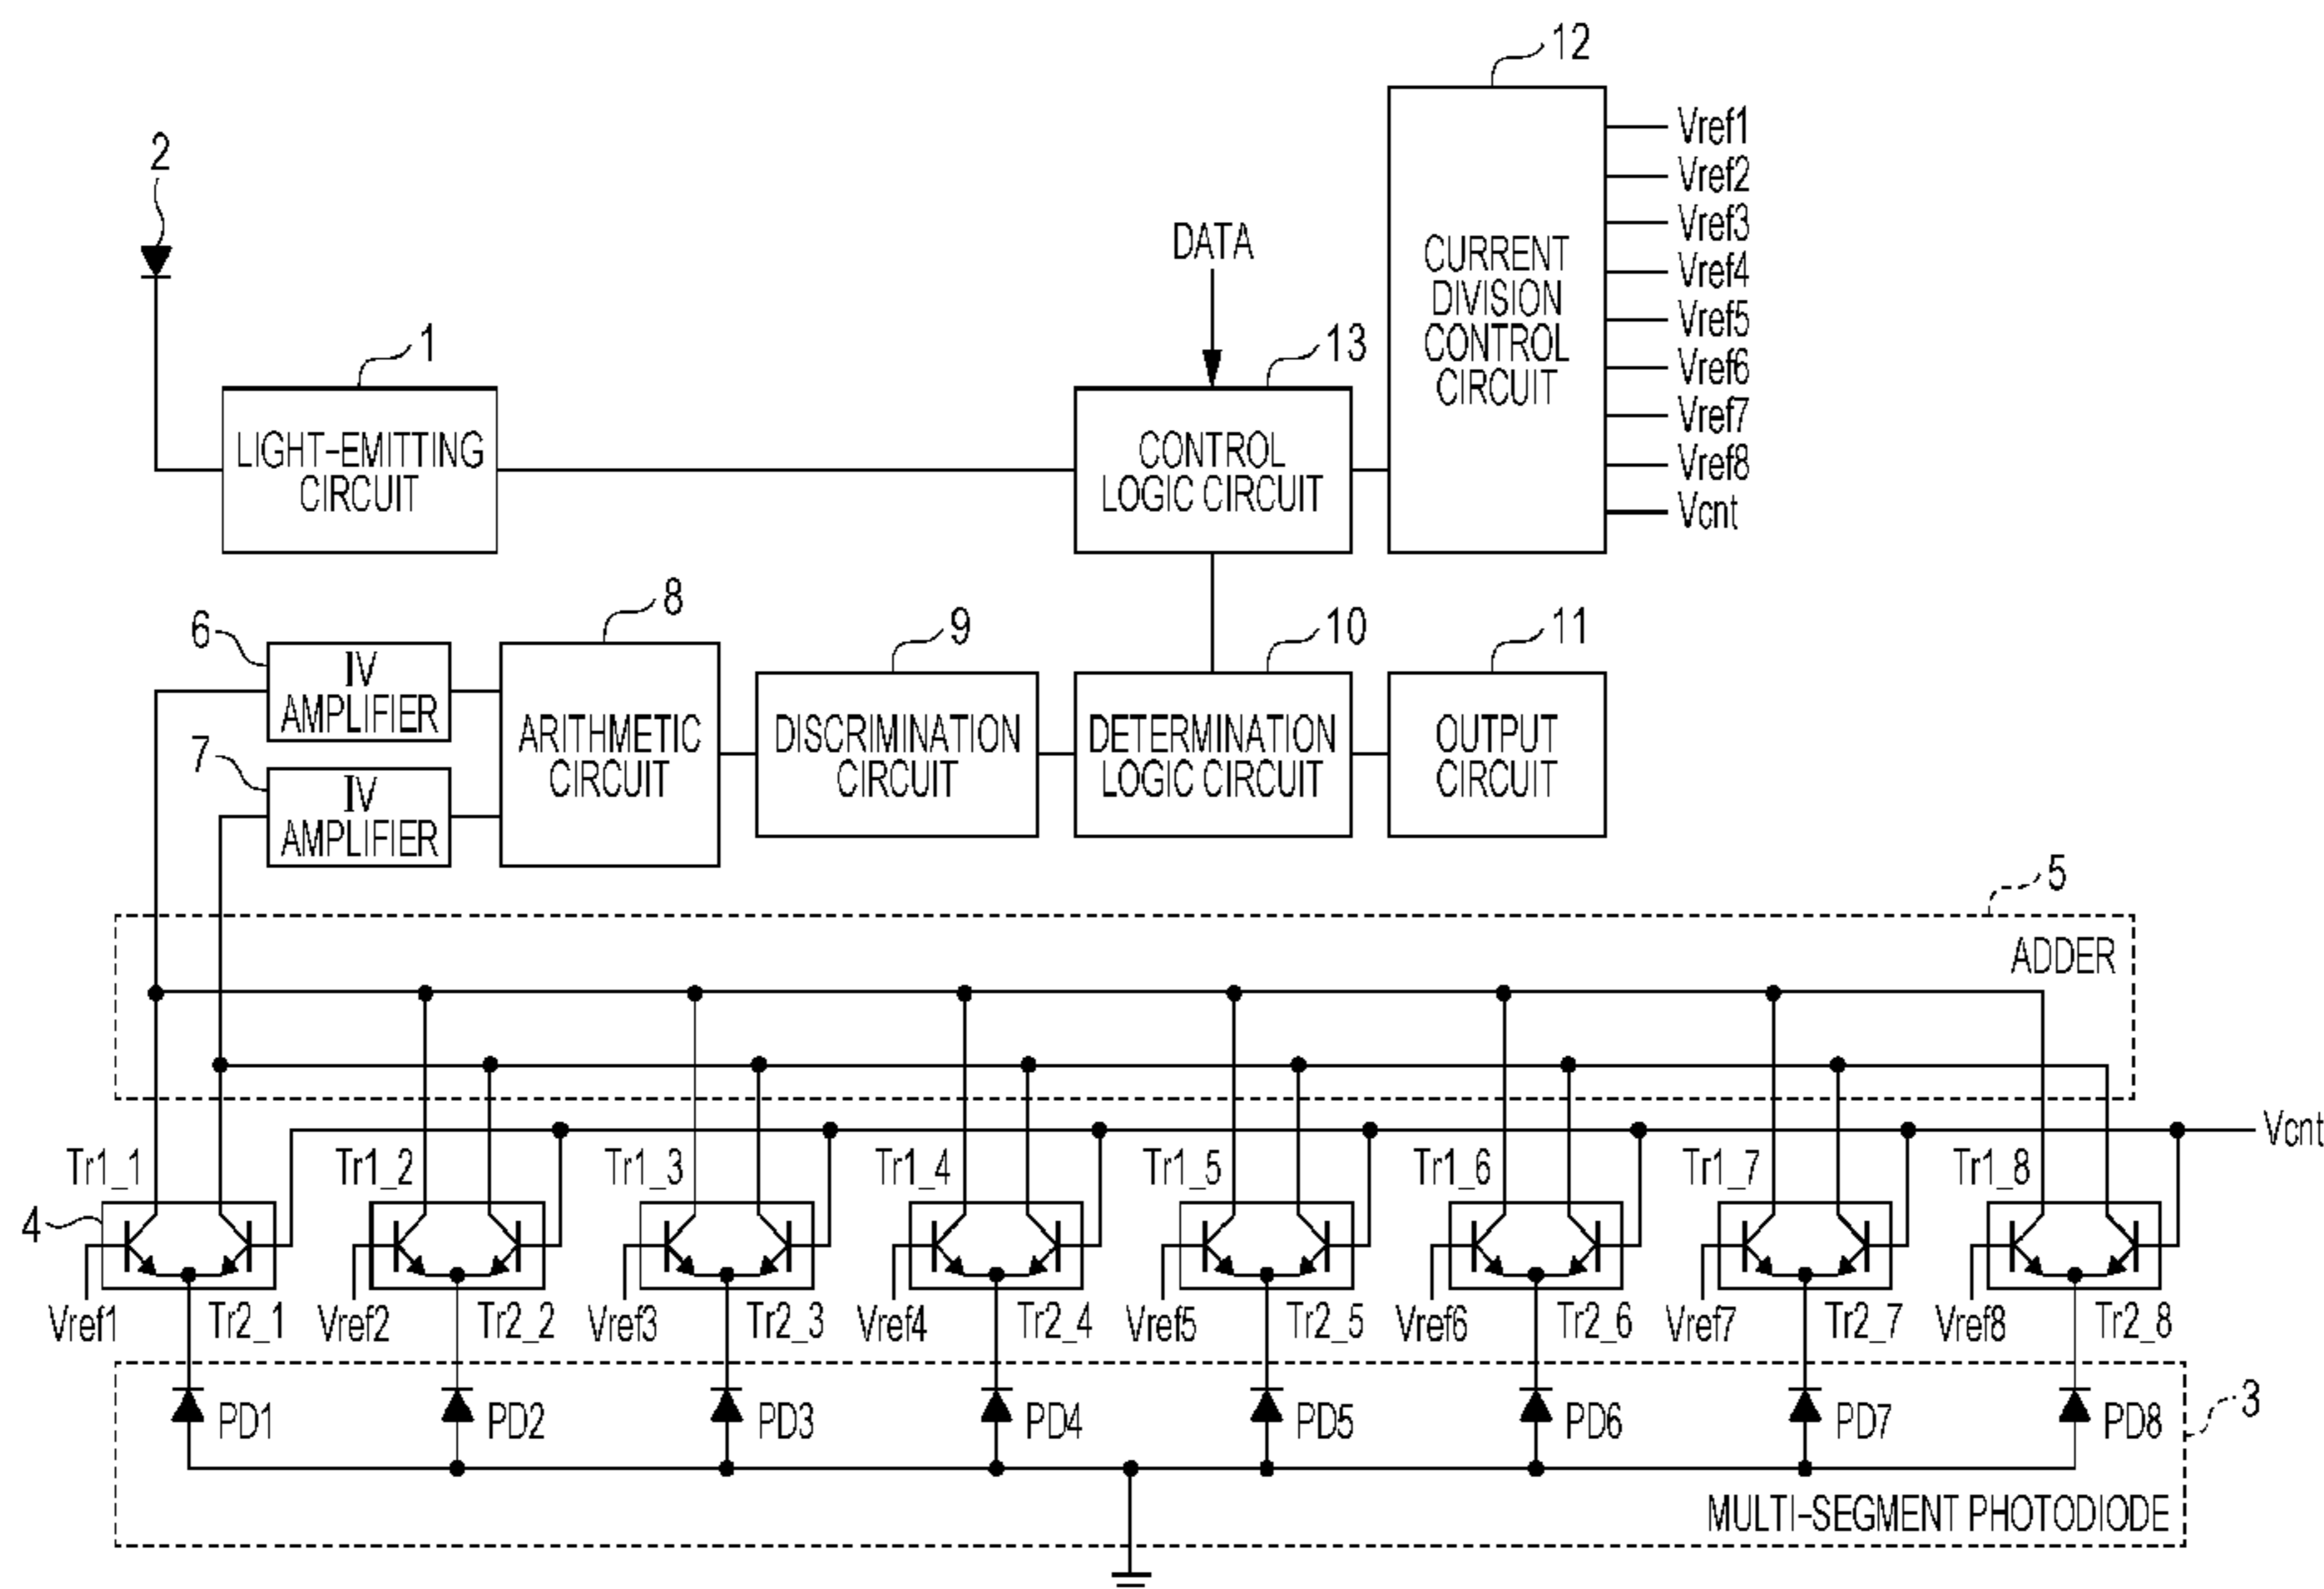 12
Vref1
2
Vref2
Vref3
DATA
CURRENT
DIVISION
CONTROL
CIRCUIT
Vref4
Vref5
1
13
Vref6
Vref7
LIGHT-EMITTING
CIRCUIT
CONTROL
LOGIC CIRCUIT
Vref8
Vcnt
6
8
9
10
11
IV
AMPLIFIER
7
IV
AMPLIFIER
ARITHMETIC
CIRCUIT
DISCRIMINATION
CIRCUIT
DETERMINATION
LOGIC CIRCUIT
OUTPUT
CIRCUIT
5
ADDER
Vcnt
Tr1_1 Tr1_2 Tr1_3 Tr1_4 Tr1_5 Tr1_6 Tr1_7 Tr1_8
4
Vref1 Tr2_1 Vref2 Tr2_2 Vref3 Tr2_3 Vref4 Tr2_4 Vref5 Tr2_5 Vref6 Tr2_6 Vref7 Tr2_7 Vref8 Tr2_8
3
PD1 PD2 PD3 PD4 PD5 PD6 PD7 PD8
MULTI-SEGMENT PHOTODIODE